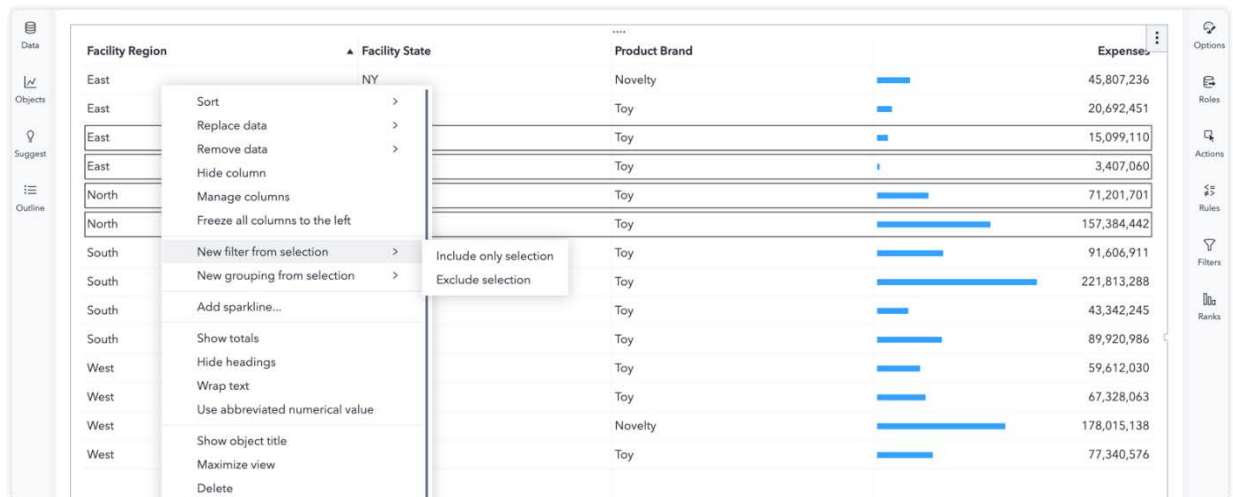 Data
Objects
Suggest
Outline
Facility Region Facility State Product Brand Expenses
East NY Novelty 45,807,236
East Toy 20,692,451
East Toy 15,099,110
East Toy 3,407,060
North Toy 71,201,701
North Toy 157,384,442
South Toy 91,606,911
South Toy 221,813,288
South Toy 43,342,245
South Toy 89,920,986
West Toy 59,612,030
West Toy 67,328,063
West Novelty 178,015,138
West Toy 77,340,576
Sort
Replace data
Remove data
Hide column
Manage columns
Freeze all columns to the left
New filter from selection
New grouping from selection
Add sparkline...
Show totals
Hide headings
Wrap text
Use abbreviated numerical value
Show object title
Maximize view
Delete
Include only selection
Exclude selection
Options
Roles
Actions
Rules
Filters
Ranks